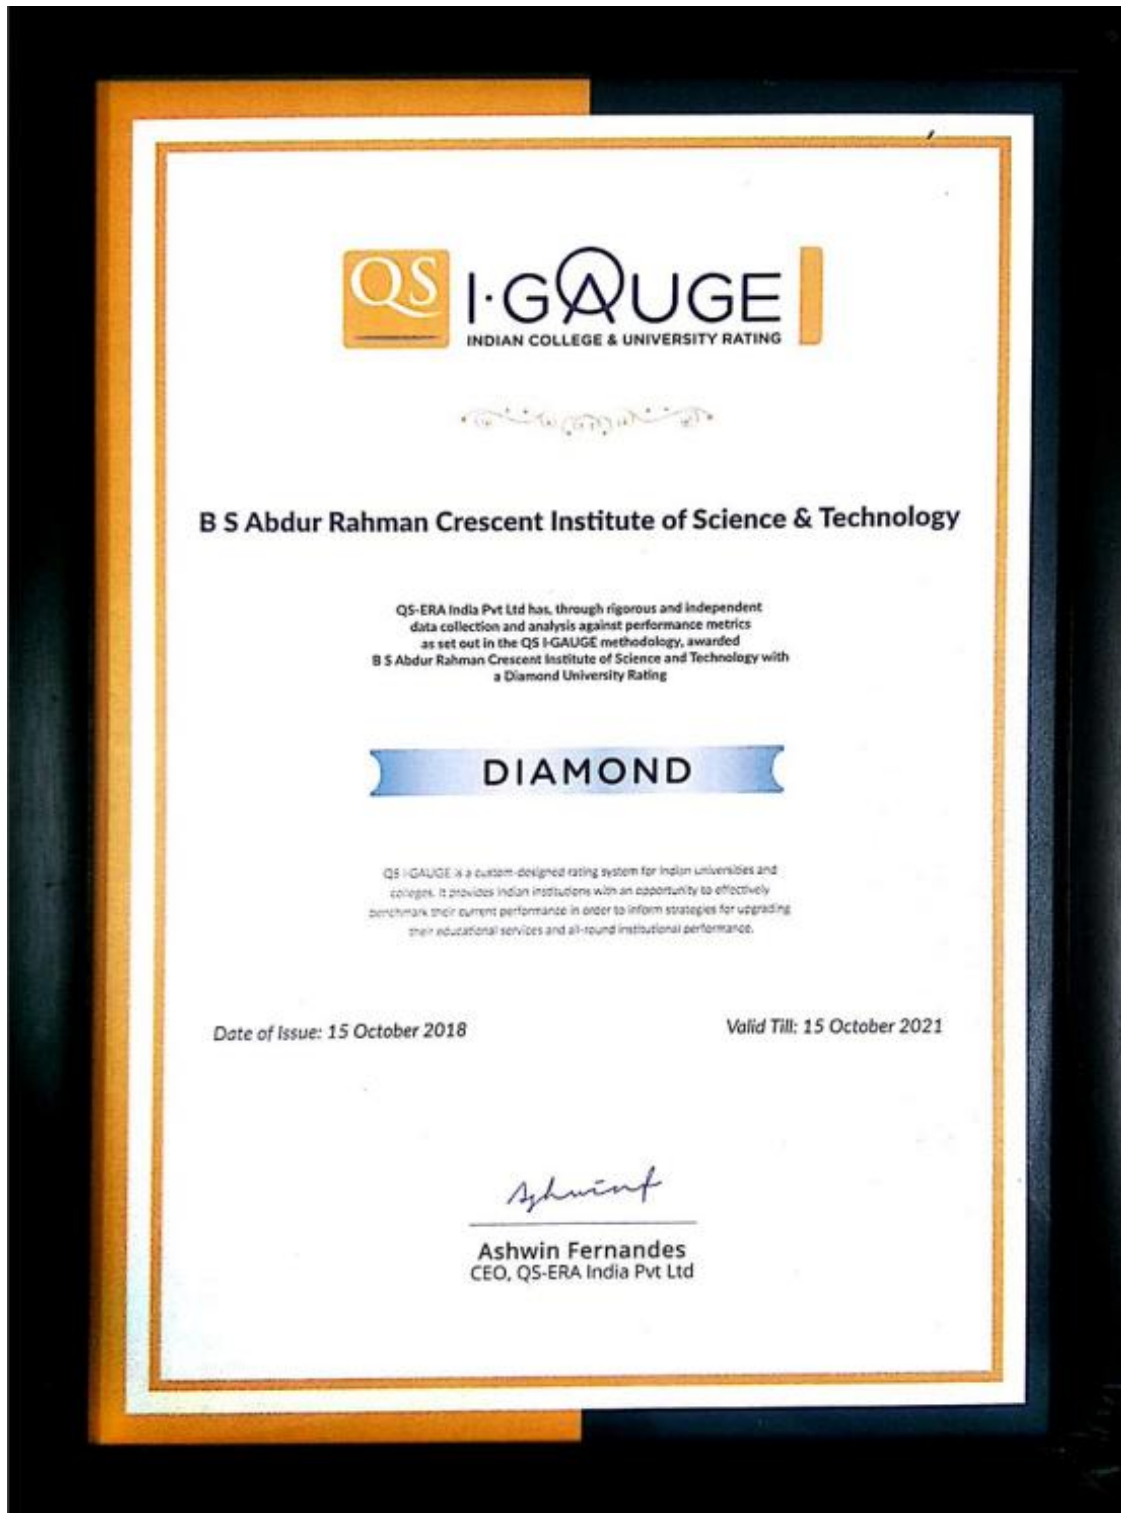 QS I·GAUGE
INDIAN COLLEGE & UNIVERSITY RATING
B S Abdur Rahman Crescent Institute of Science & Technology
QS-ERA India Pvt Ltd has, through rigorous and independent
data collection and analysis against performance metrics
as set out in the QS I-GAUGE methodology, awarded
B S Abdur Rahman Crescent Institute of Science and Technology with
a Diamond University Rating
DIAMOND
QS I-GAUGE is a custom-designed rating system for Indian universities and
colleges. It provides Indian institutions with an opportunity to effectively
benchmark their current performance in order to inform strategies for upgrading
their educational services and all-round institutional performance.
Date of Issue: 15 October 2018
Valid Till: 15 October 2021
Ashwinf
Ashwin Fernandes
CEO, QS-ERA India Pvt Ltd